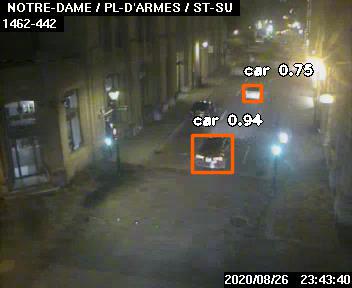 NOTRE-DAME / PL-D'ARMES / ST-SU
1462-442
car 0.75
car 0.94
2020/08/26 23:43:40